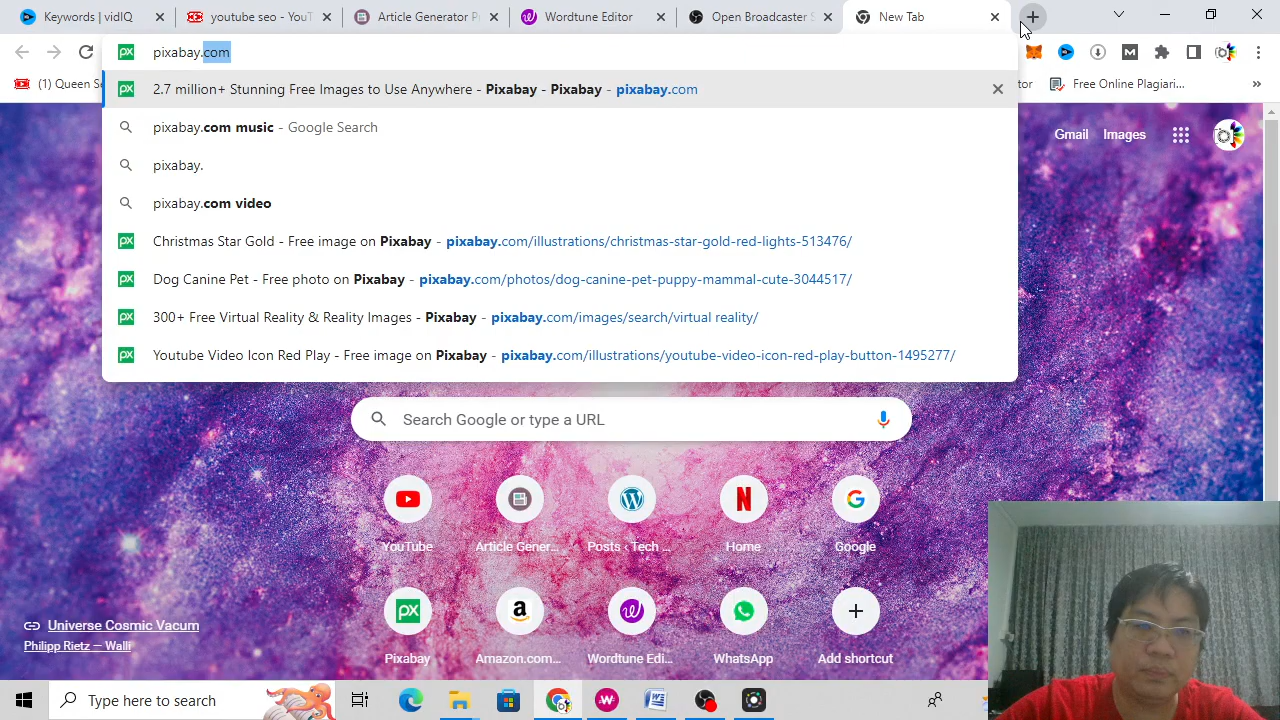 Keywords | vidIQ
youtube seo - YouT
Article Generator P
Wordtune Editor
Open Broadcaster S
New Tab
pixabay.com
(1) Queen S
tor
Free Online Plagiari...
2.7 million+ Stunning Free Images to Use Anywhere - Pixabay - Pixabay - pixabay.com
pixabay.com music - Google Search
pixabay.
pixabay.com video
Christmas Star Gold - Free image on Pixabay - pixabay.com/illustrations/christmas-star-gold-red-lights-513476/
Dog Canine Pet - Free photo on Pixabay - pixabay.com/photos/dog-canine-pet-puppy-mammal-cute-3044517/
300+ Free Virtual Reality & Reality Images - Pixabay - pixabay.com/images/search/virtual reality/
Youtube Video Icon Red Play - Free image on Pixabay - pixabay.com/illustrations/youtube-video-icon-red-play-button-1495277/
Gmail Images
Search Google or type a URL
YouTube
Article Gener...
Posts ‹ Tech ...
Home
Google
Pixabay
Amazon.com...
Wordtune Edi...
WhatsApp
Add shortcut
Universe Cosmic Vacum
Philipp Rietz — Walli
Type here to search